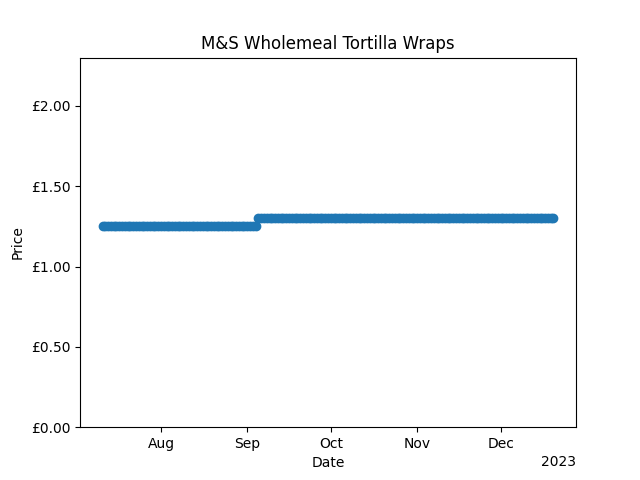 M&S Wholemeal Tortilla Wraps
£2.00
£1.50
£1.00
£0.50
£0.00
Price
Aug Sep Oct Nov Dec
Date
2023